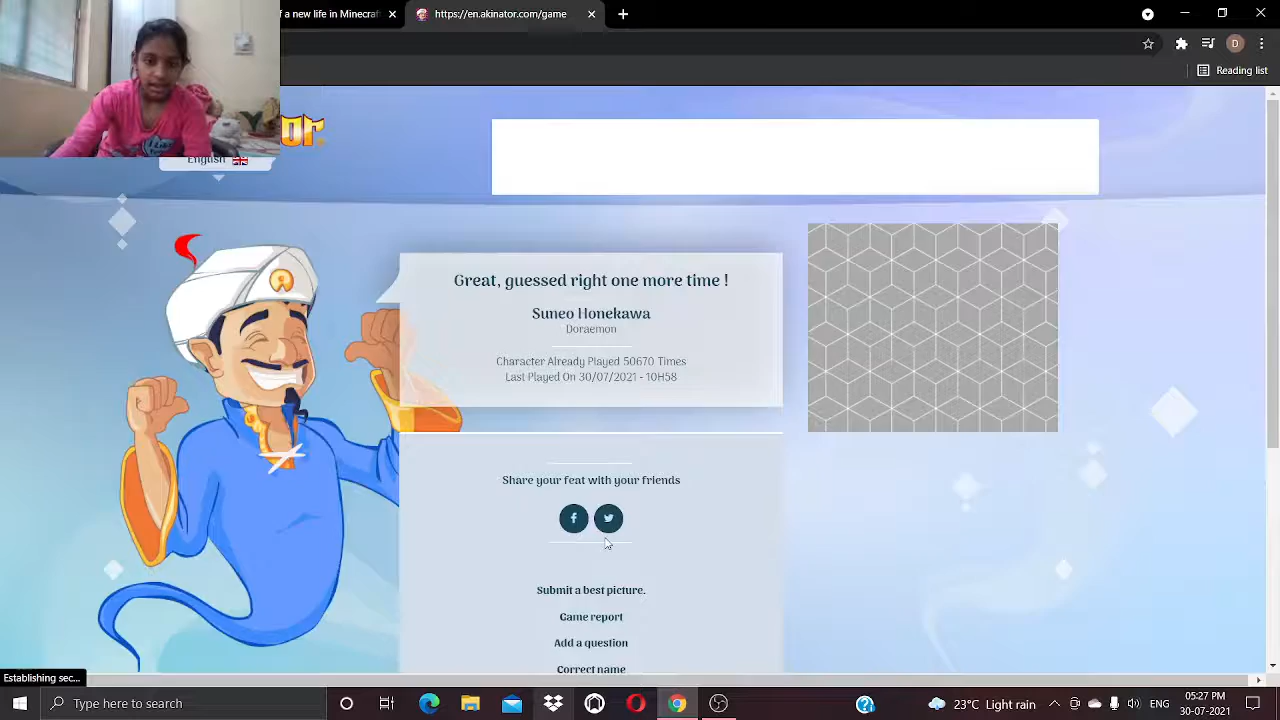 f a new life in Minecraft
https://en.akinator.com/game
D
Reading list
or
English
Great, guessed right one more time !
Suneo Honekawa
Doraemon
Character Already Played 50670 Times
Last Played On 30/07/2021 - 10H58
Share your feat with your friends
Submit a best picture.
Game report
Add a question
Correct name
Establishing sec...
Type here to search
23°C Light rain
ENG
05:27 PM
30-07-2021